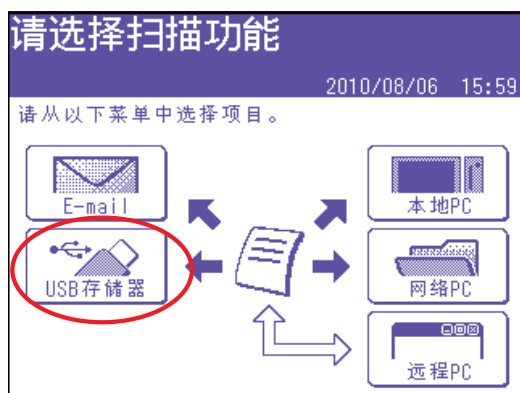 请选择扫描功能
2010/08/06 15:59
请从以下菜单中选择项目。
E-mail
本地PC
USB存储器
网络PC
远程PC